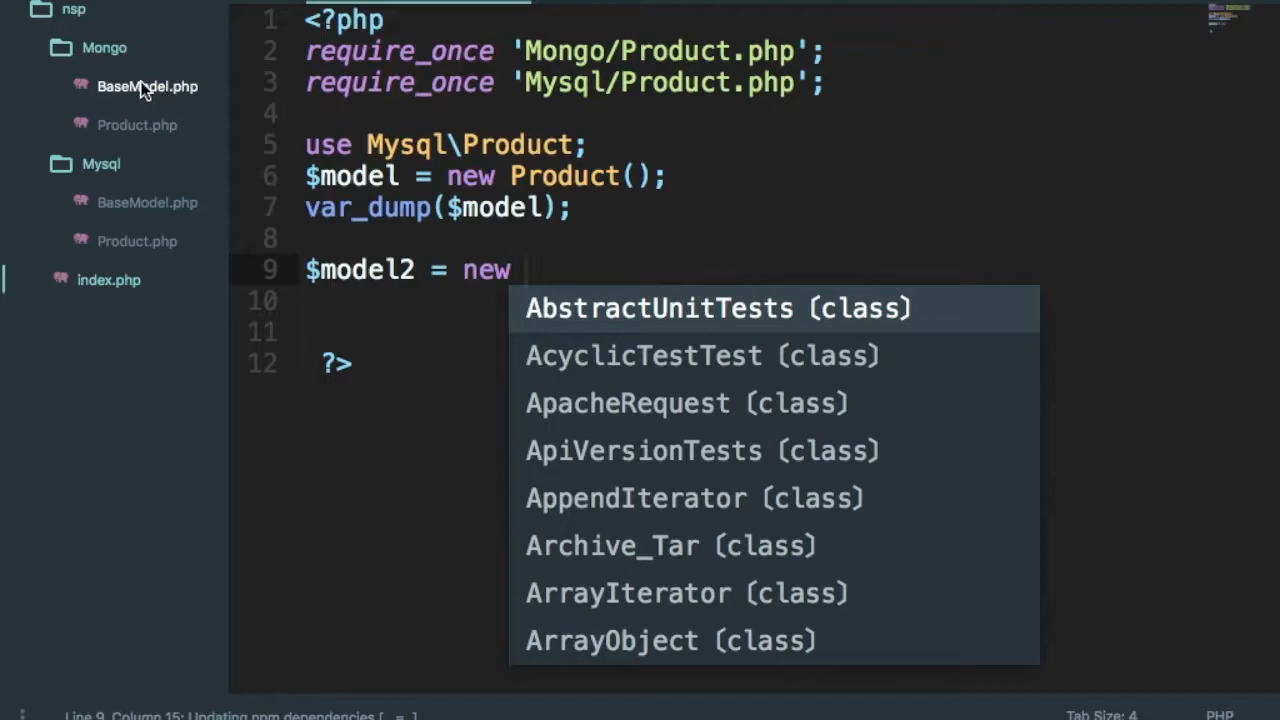 nsp
Mongo
BaseModel.php
Product.php
Mysql
BaseModel.php
Product.php
index.php
1 <?php
2 require_once 'Mongo/Product.php';
3 require_once 'Mysql/Product.php';
4
5 use Mysql\Product;
6 $model = new Product();
7 var_dump($model);
8
9 $model2 = new
10
11
12 ?>
AbstractUnitTests (class)
AcyclicTestTest (class)
ApacheRequest (class)
ApiVersionTests (class)
AppendIterator (class)
Archive_Tar (class)
ArrayIterator (class)
ArrayObject (class)
Line 9, Column 15; Updating npm dependencies [ = ]
Tab Size: 4
PHP